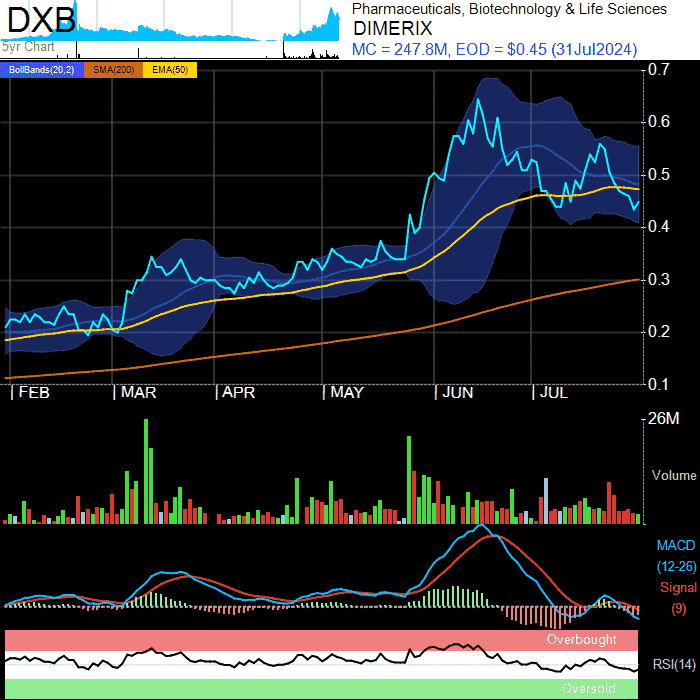 DXB
5yr Chart
Pharmaceuticals, Biotechnology & Life Sciences
DIMERIX
MC = 247.8M, EOD = $0.45 (31Jul2024)
BollBands(20,2) SMA(200) EMA(50)
0.7
0.6
0.5
0.4
0.3
0.2
0.1
FEB MAR APR MAY JUN JUL
26M
Volume
MACD
(12-26)
Signal
(9)
Overbought
RSI(14)
Oversold